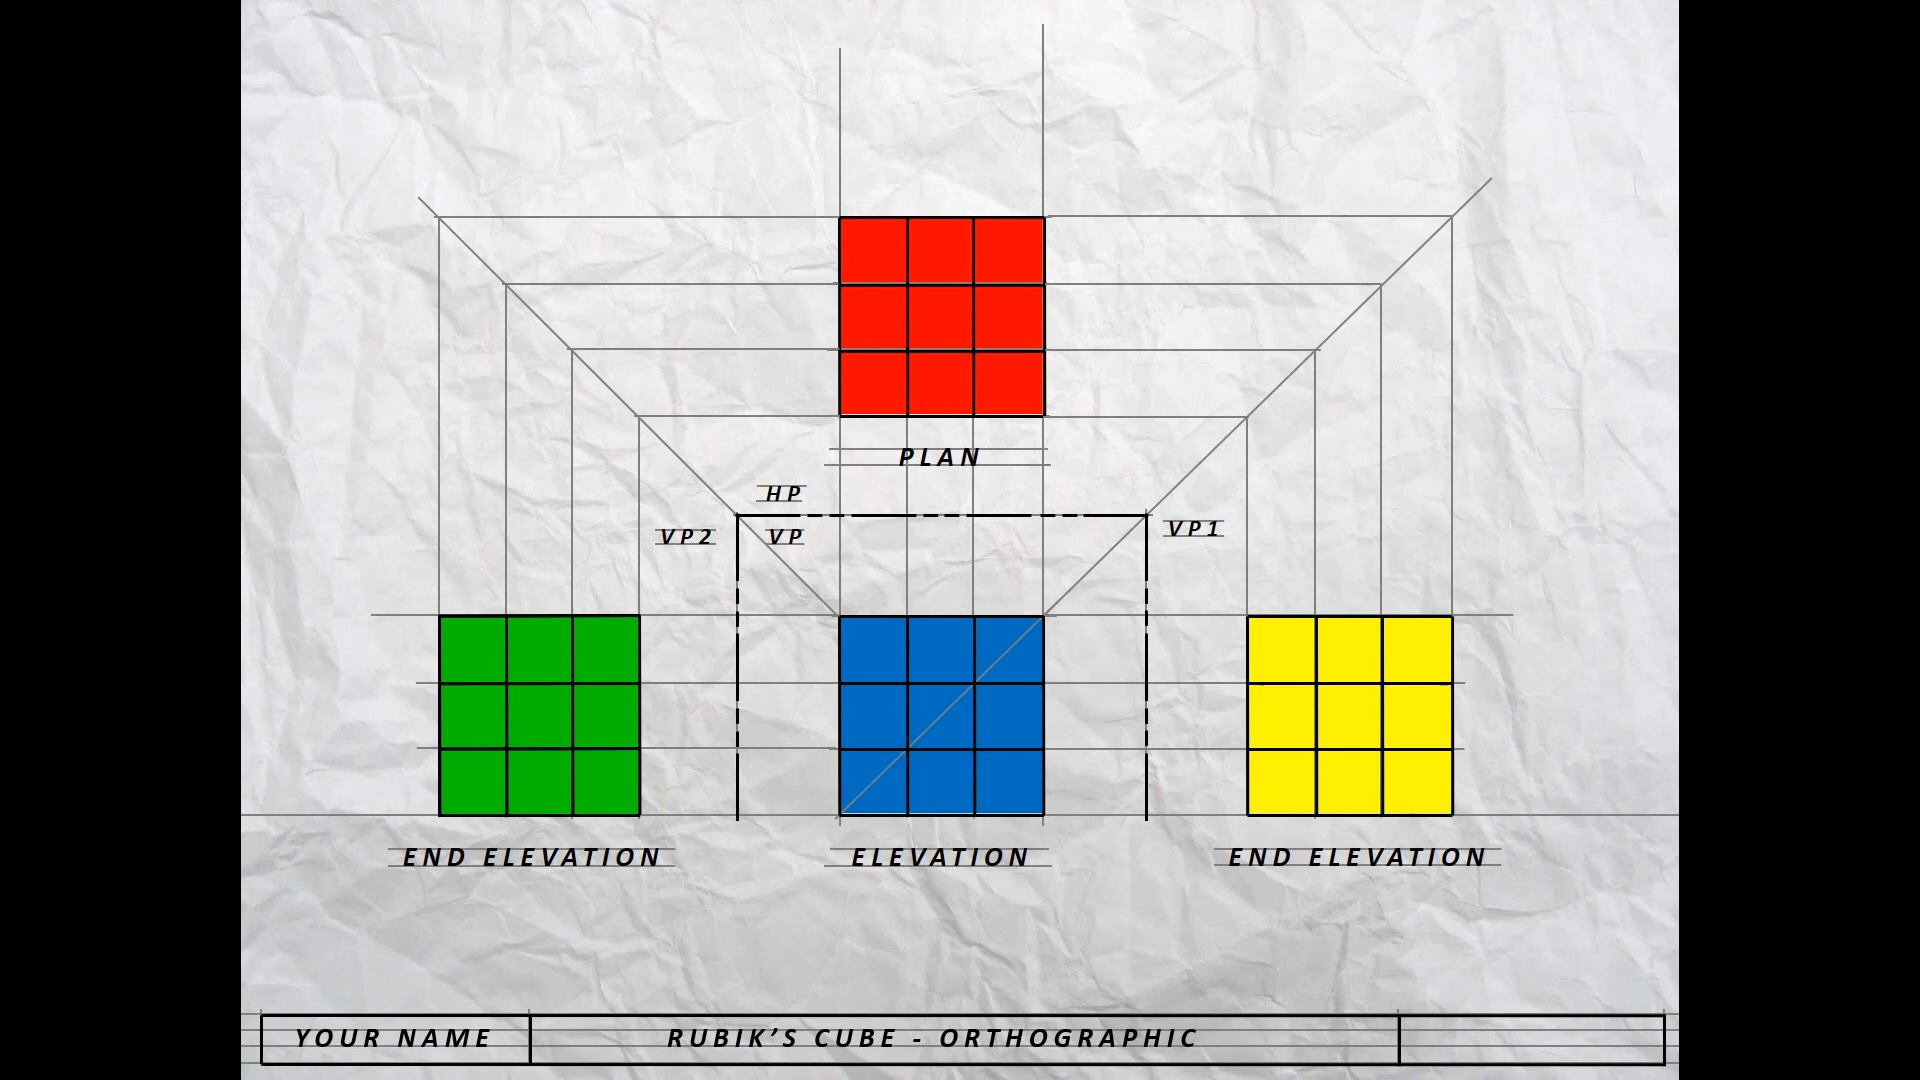 PLAN
HP
VP2
VP
VP1
END ELEVATION
ELEVATION
END ELEVATION
YOUR NAME
RUBIK’S CUBE - ORTHOGRAPHIC